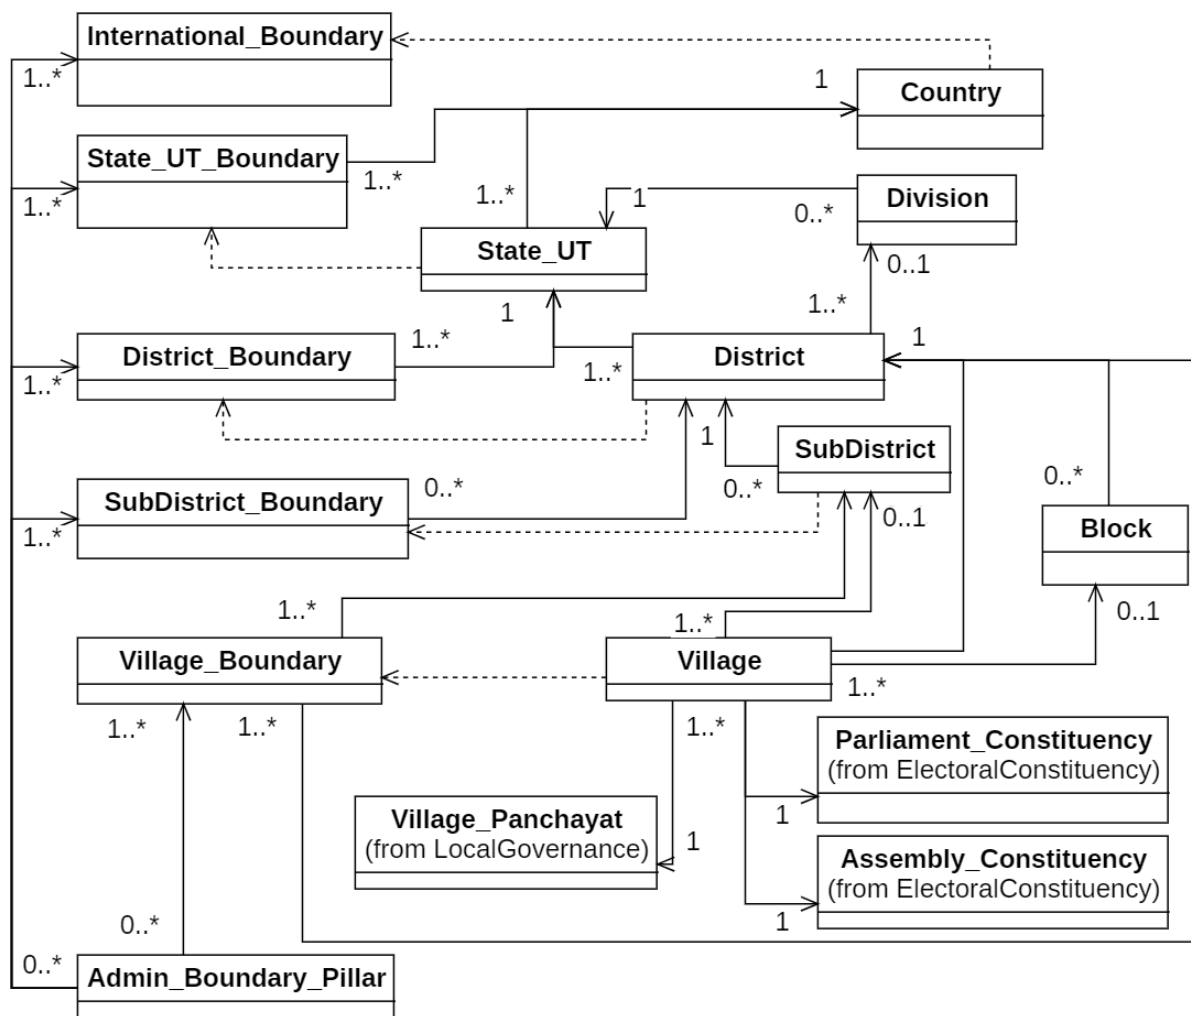 International_Boundary
1..*
Country
1
State_UT_Boundary
1..*
1..*
1..*
Division
1
0..*
State_UT
0..1
1..*
1
1..*
1
District_Boundary
District
1..*
1..*
1
SubDistrict
0..*
0..*
0..*
SubDistrict_Boundary
0..1
Block
1..*
1..*
1..*
0..1
Village_Boundary
Village
1..*
1..*
1..*
1..*
Parliament_Constituency
(from ElectoralConstituency)
1
Village_Panchayat
(from LocalGovernance)
1
Assembly_Constituency
(from ElectoralConstituency)
1
0..*
0..*
Admin_Boundary_Pillar